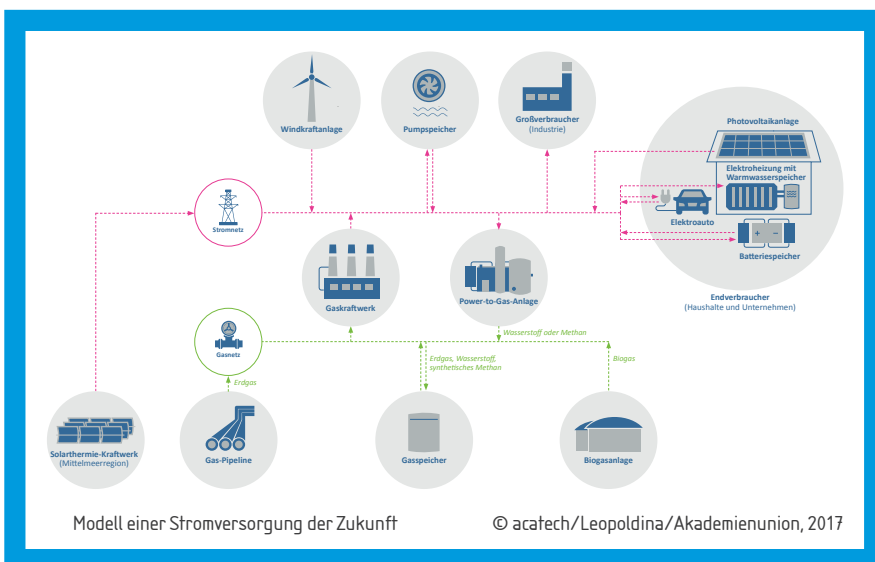 Windkraftanlage
Pumpspeicher
Großverbraucher
(Industrie)
Photovoltaikanlage
Elektroheizung mit
Warmwasserspeicher
Elektroauto
+ −
Batteriespeicher
Endverbraucher
(Haushalte und Unternehmen)
Stromnetz
Gaskraftwerk
Power-to-Gas-Anlage
Wasserstoff oder Methan
Gasnetz
Erdgas, Wasserstoff,
synthetisches Methan
Biogas
Erdgas
Solarthermie-Kraftwerk
(Mittelmeerregion)
Gas-Pipeline
Gasspeicher
Biogasanlage
Modell einer Stromversorgung der Zukunft
© acatech/Leopoldina/Akademienunion, 2017